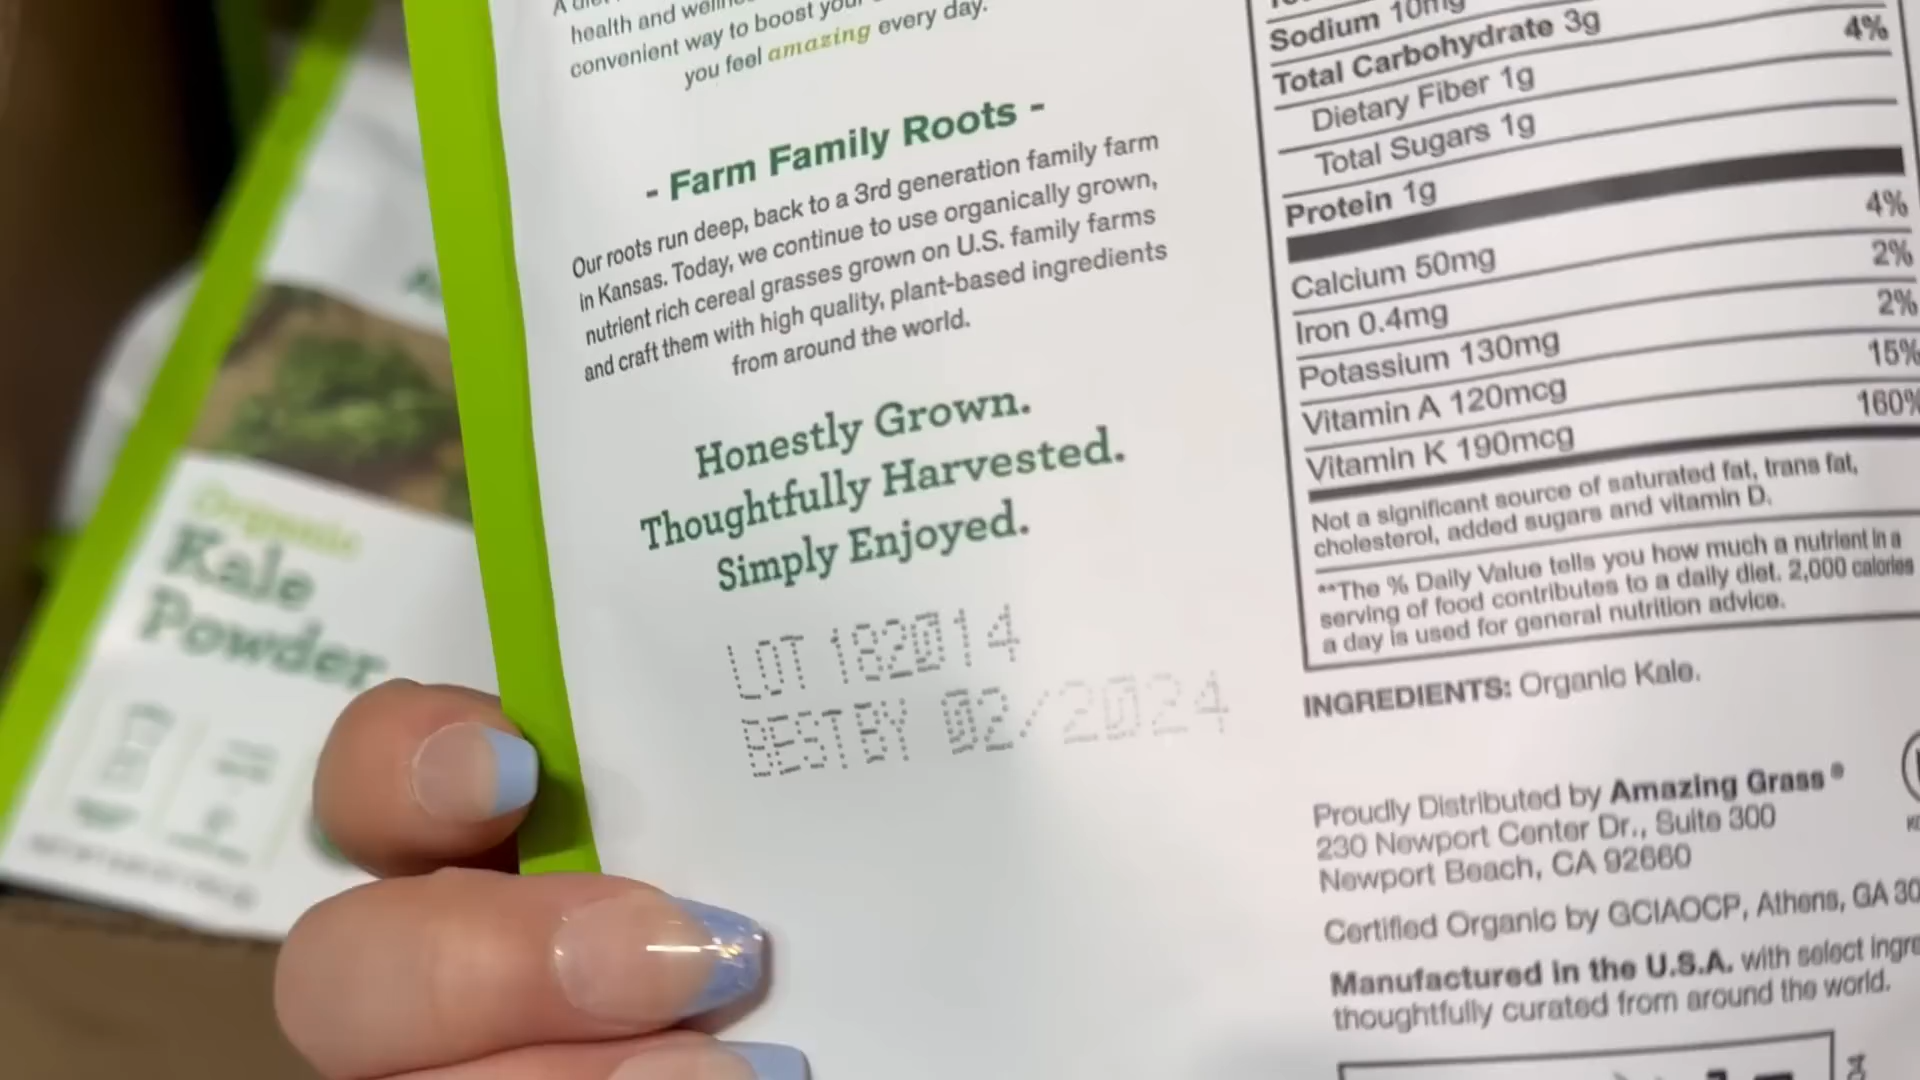 health and
convenient way to boost your
you feel amazing every day.
- Farm Family Roots -
Our roots run deep, back to a 3rd generation family farm
in Kansas. Today, we continue to use organically grown,
nutrient rich cereal grasses grown on U.S. family farms
and craft them with high quality, plant-based ingredients
from around the world.
Honestly Grown.
Thoughtfully Harvested.
Simply Enjoyed.
LOT 182014
BEST BY 02/2024
Sodium 10mg
Total Carbohydrate 3g 4%
Dietary Fiber 1g
Total Sugars 1g
Protein 1g
Calcium 50mg 4%
Iron 0.4mg 2%
Potassium 130mg 2%
Vitamin A 120mcg 15%
Vitamin K 190mcg 160%
Not a significant source of saturated fat, trans fat,
cholesterol, added sugars and vitamin D.
**The % Daily Value tells you how much a nutrient in a
serving of food contributes to a daily diet. 2,000 calories
a day is used for general nutrition advice.
INGREDIENTS: Organic Kale.
Proudly Distributed by Amazing Grass®
230 Newport Center Dr., Suite 300
Newport Beach, CA 92660
Certified Organic by GCIAOCP, Athens, GA 30
Manufactured in the U.S.A. with select ingre
thoughtfully curated from around the world.
Organic
Kale
Powder